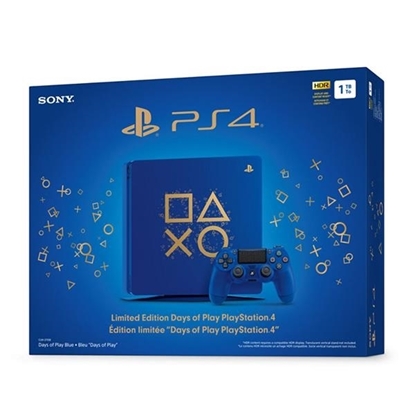 SONY
HDR
1 TB
To
PS4
Limited Edition Days of Play PlayStation®4
Édition limitée "Days of Play PlayStation®4"
Days of Play Blue • Bleu "Days of Play"